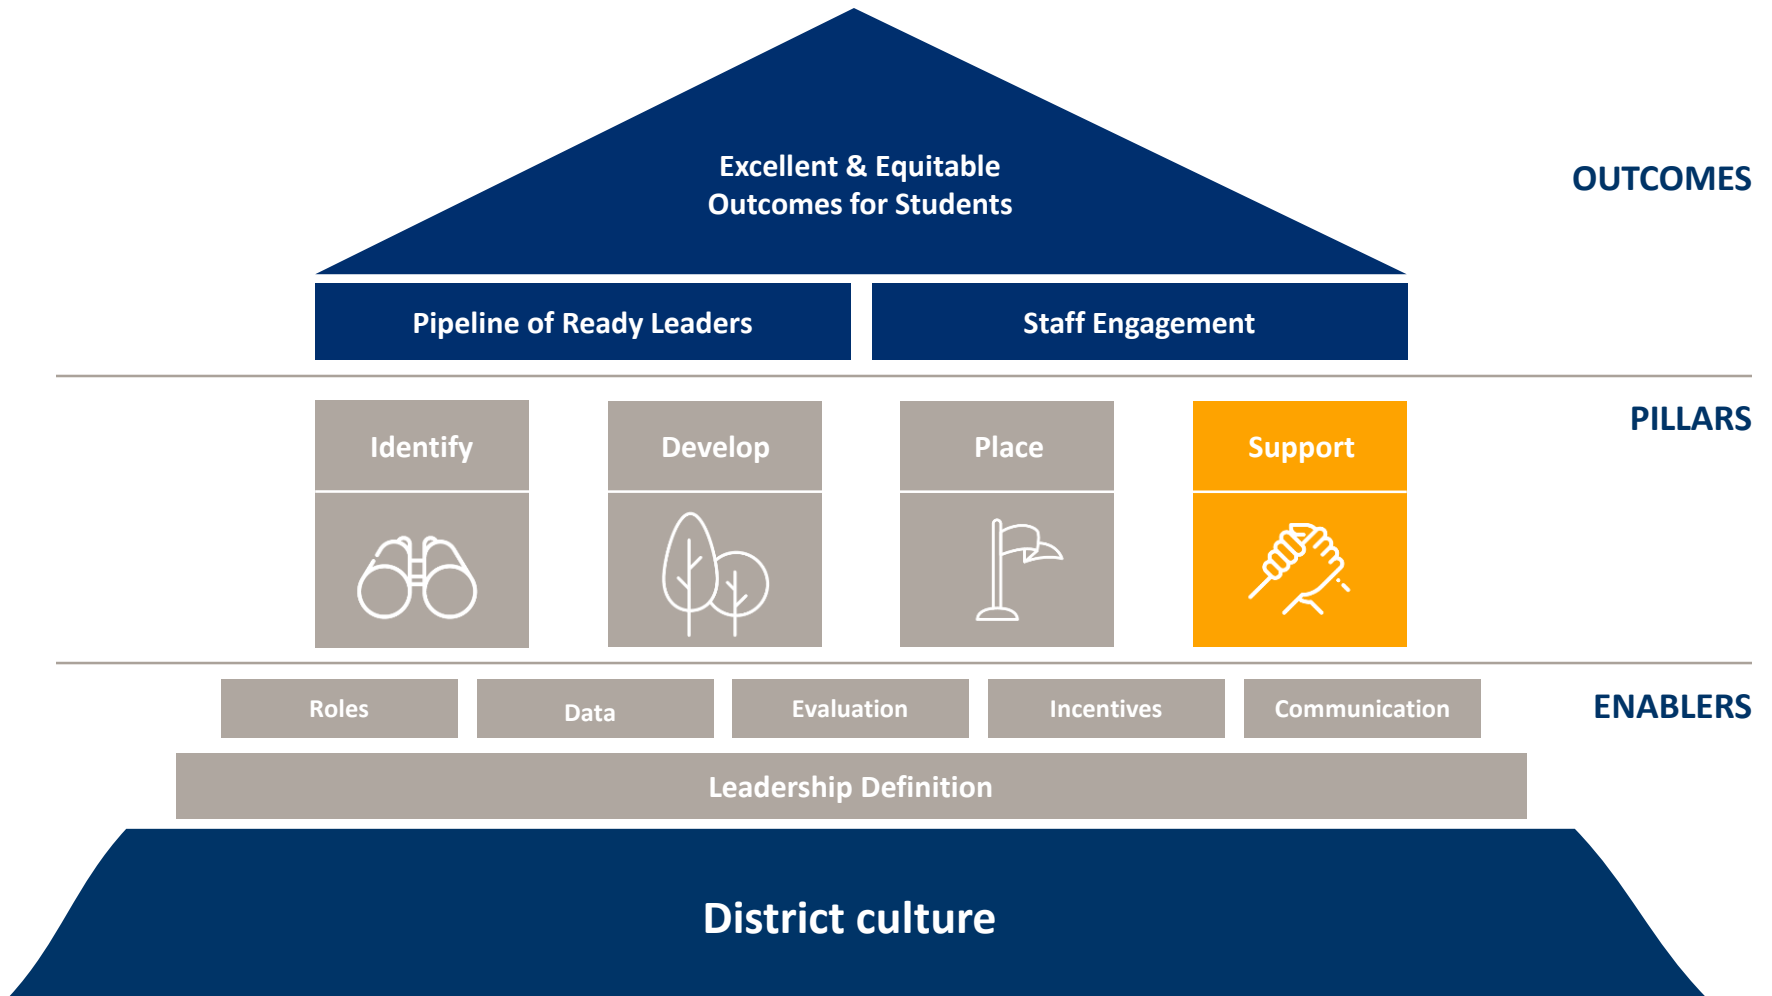 Excellent & Equitable
Outcomes for Students
OUTCOMES
Pipeline of Ready Leaders
Staff Engagement
PILLARS
Identify
Develop
Place
Support
ENABLERS
Roles
Data
Evaluation
Incentives
Communication
Leadership Definition
District culture